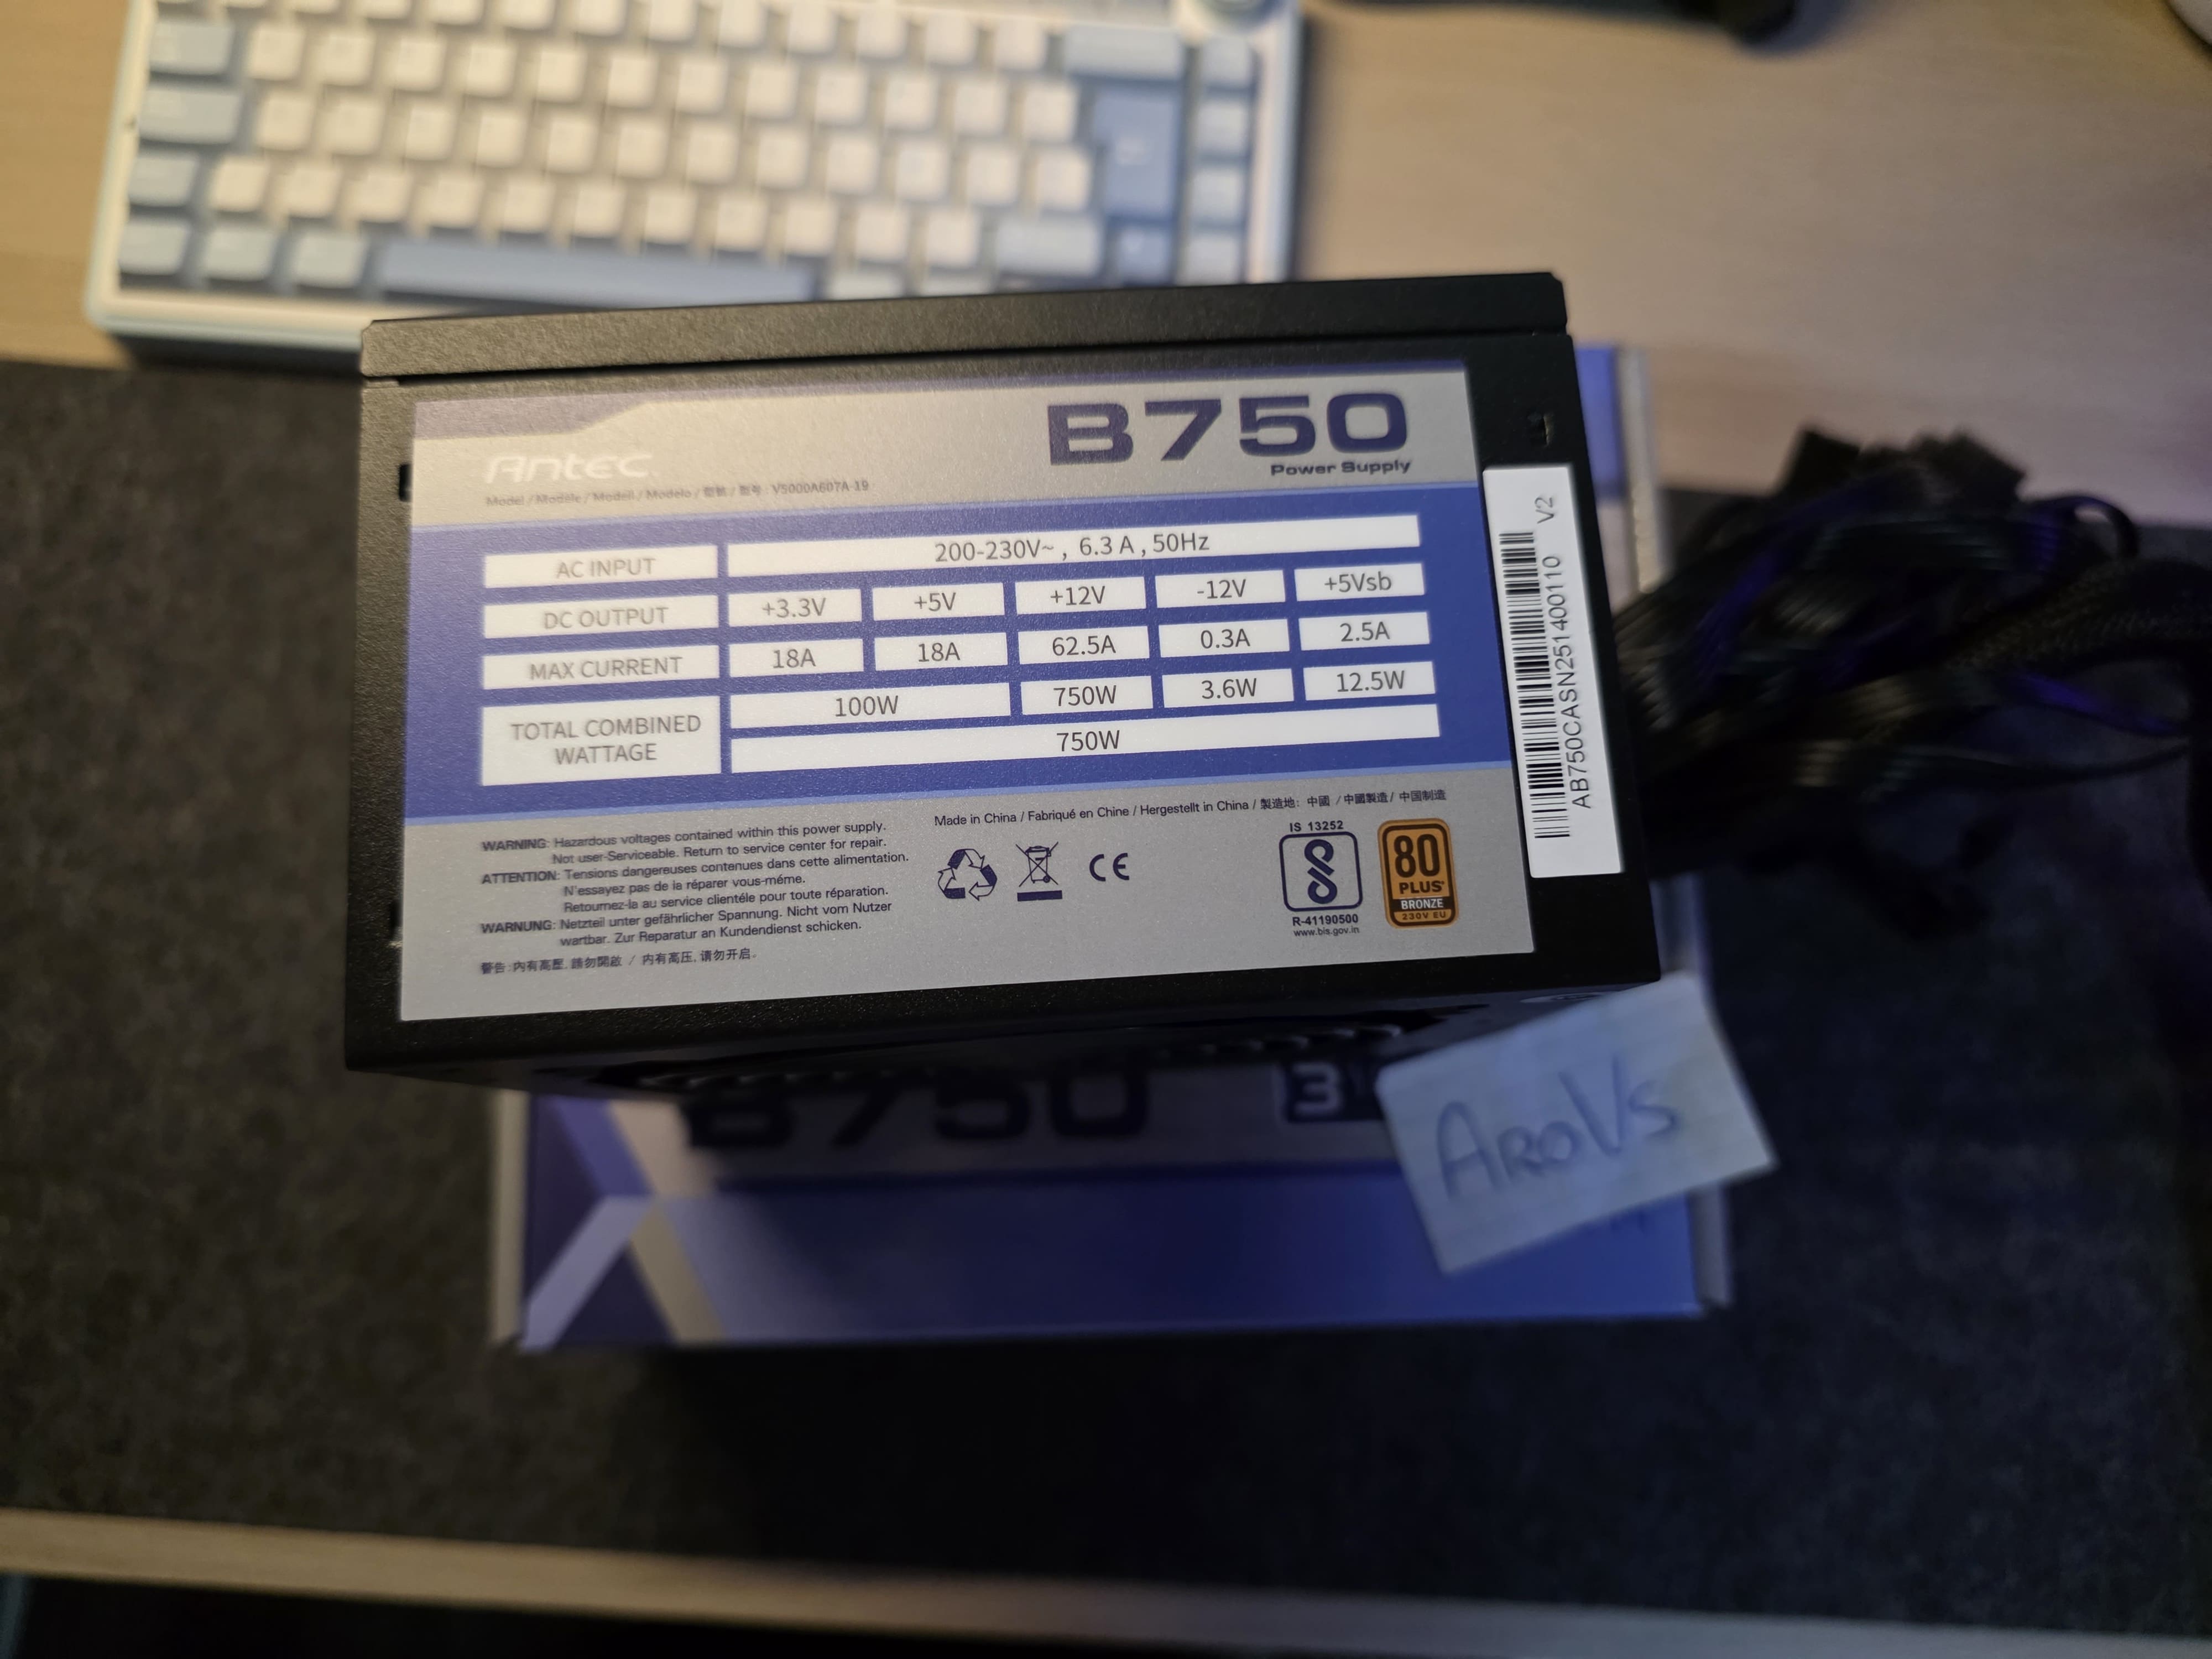 Antec
B750
Power Supply
Model / Modèle / Modell / Modelo / 型號 / 型号 : V5000A607A-19
AC INPUT 200-230V~ , 6.3 A , 50Hz
DC OUTPUT +3.3V +5V +12V -12V +5Vsb
MAX CURRENT 18A 18A 62.5A 0.3A 2.5A
TOTAL COMBINED WATTAGE 100W 750W 3.6W 12.5W
750W
WARNING: Hazardous voltages contained within this power supply.
Not user-Serviceable. Return to service center for repair.
ATTENTION: Tensions dangereuses contenues dans cette alimentation.
N'essayez pas de la réparer vous-méme.
Retournez-la au service clientéle pour toute réparation.
WARNUNG: Netzteil unter gefährlicher Spannung. Nicht vom Nutzer
wartbar. Zur Reparatur an Kundendienst schicken.
警告:內有高壓, 請勿開啟 / 内有高压, 请勿开启.
Made in China / Fabriqué en Chine / Hergestellt in China / 製造地: 中國 / 中國製造 / 中国制造
CE
IS 13252
R-41190500
www.bis.gov.in
80
PLUS
BRONZE
230V EU
AB750CASN251400110 V2
B750
3
AroVs